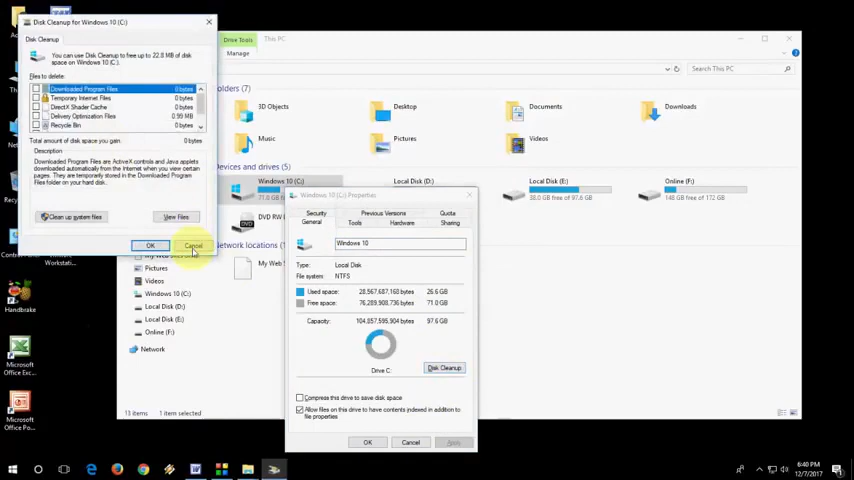 Disk Cleanup for Windows 10 (C:)
Disk Cleanup
You can use Disk Cleanup to free up to 22.8 MB of disk
space on Windows 10 (C:).
Files to delete:
Downloaded Program Files 0 bytes
Temporary Internet Files 0 bytes
DirectX Shader Cache 0 bytes
Delivery Optimization Files 0.99 MB
Recycle Bin 0 bytes
Total amount of disk space you gain: 0 bytes
Description
Downloaded Program Files are ActiveX controls and Java applets
downloaded automatically from the Internet when you view certain
pages. They are temporarily stored in the Downloaded Program
Files folder on your hard disk.
Clean up system files
View Files
OK
Cancel
Drive Tools
This PC
Manage
Search This PC
folders (7)
3D Objects
Desktop
Documents
Downloads
Music
Pictures
Videos
Devices and drives (5)
Windows 10 (C:)
71.0 GB
Local Disk (D:)
Local Disk (E:)
38.0 GB free of 97.6 GB
Online (F:)
148 GB free of 172 GB
DVD RW
Network locations (1
My Web S
Pictures
Videos
Windows 10 (C:)
Local Disk (D:)
Local Disk (E:)
Online (F:)
Network
13 items
1 item selected
Windows 10 (C:) Properties
Security
Previous Versions
Quota
General
Tools
Hardware
Sharing
Windows 10
Type: Local Disk
File system: NTFS
Used space: 28,567,687,168 bytes 26.6 GB
Free space: 76,289,908,736 bytes 71.0 GB
Capacity: 104,857,595,904 bytes 97.6 GB
Drive C:
Disk Cleanup
Compress this drive to save disk space
Allow files on this drive to have contents indexed in addition to
file properties
OK
Cancel
Apply
Workstat...
Handbrake
Microsoft
Office Exc...
Microsoft
Office Po...
6:40 PM
12/7/2017